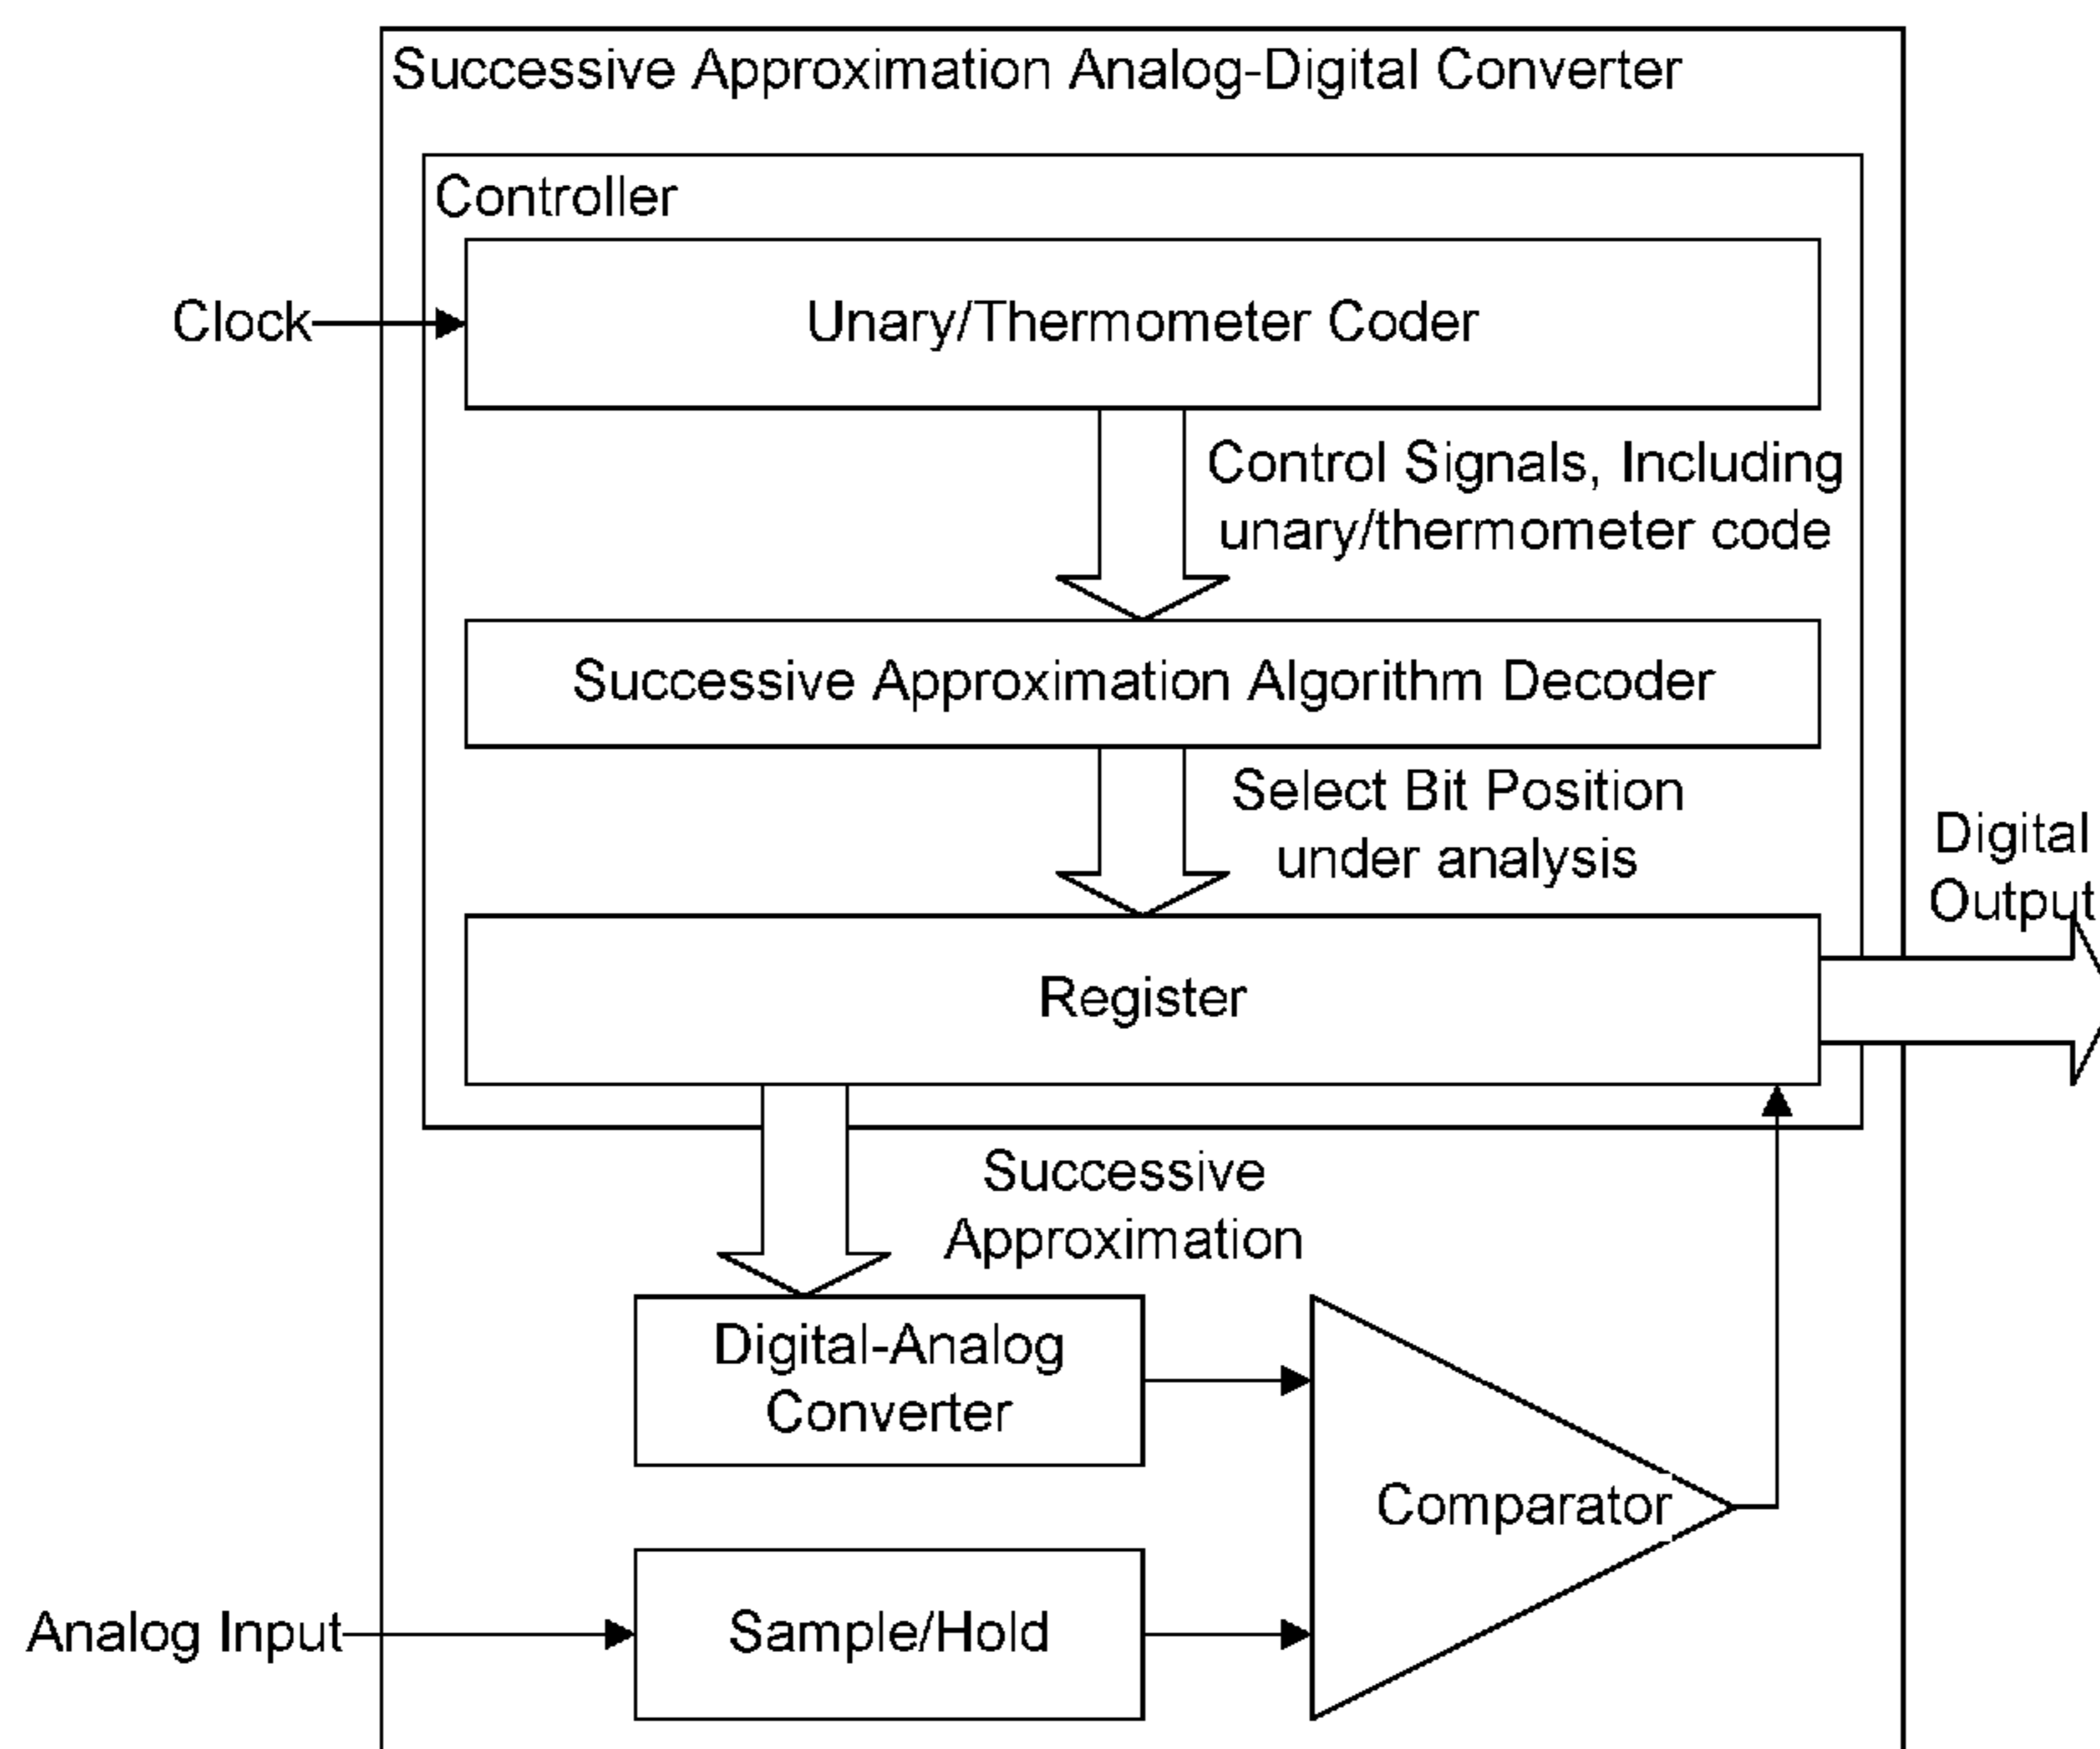 Successive Approximation Analog-Digital Converter
Controller
Clock
Unary/Thermometer Coder
Control Signals, Including
unary/thermometer code
Successive Approximation Algorithm Decoder
Select Bit Position
under analysis
Digital
Output
Register
Successive
Approximation
Digital-Analog
Converter
Comparator
Analog Input
Sample/Hold